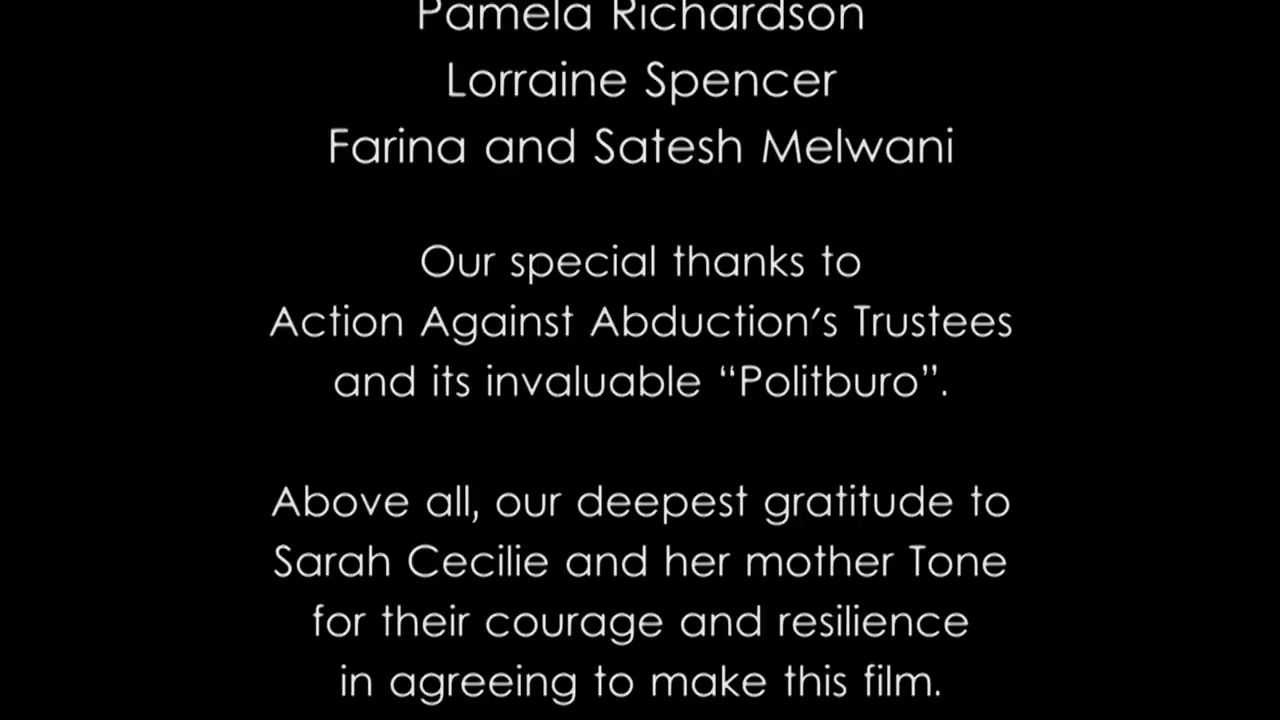 Pamela Richardson
Lorraine Spencer
Farina and Satesh Melwani
Our special thanks to
Action Against Abduction's Trustees
and its invaluable “Politburo”.
Above all, our deepest gratitude to
Sarah Cecilie and her mother Tone
for their courage and resilience
in agreeing to make this film.